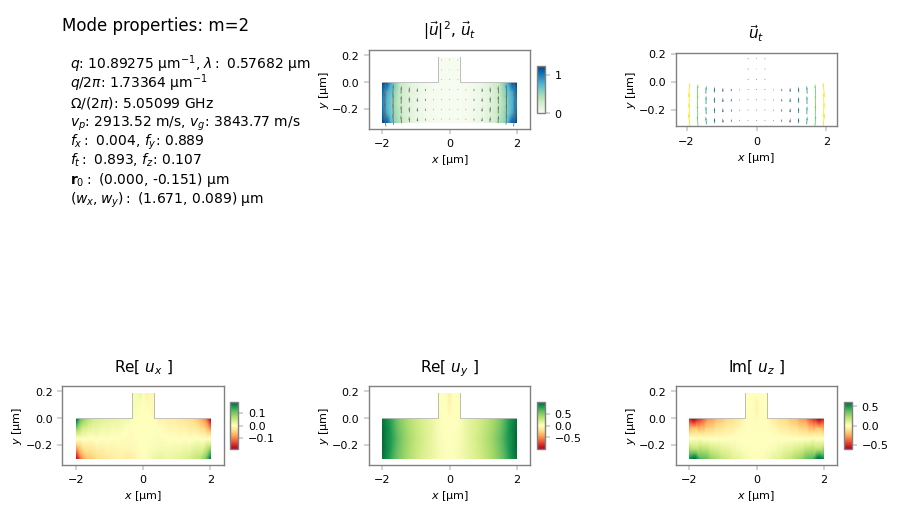 Mode properties: m=2
q: 10.89275 μm⁻¹, λ: 0.57682 μm
q/2π: 1.73364 μm⁻¹
Ω/(2π): 5.05099 GHz
vₚ: 2913.52 m/s, v_g: 3843.77 m/s
fₓ: 0.004, f_y: 0.889
fₜ: 0.893, f_z: 0.107
r₀: (0.000, -0.151) μm
(wₓ, w_y): (1.671, 0.089) μm
|u⃗|², u⃗ₜ
0.2
0.0
−0.2
y [μm]
−2
0
2
x [μm]
1
0
u⃗ₜ
0.2
0.0
−0.2
y [μm]
−2
0
2
x [μm]
Re[ uₓ ]
0.2
0.0
−0.2
y [μm]
−2
0
2
x [μm]
0.1
0.0
−0.1
Re[ u_y ]
0.2
0.0
−0.2
y [μm]
−2
0
2
x [μm]
0.5
0.0
−0.5
Im[ u_z ]
0.2
0.0
−0.2
y [μm]
−2
0
2
x [μm]
0.5
0.0
−0.5